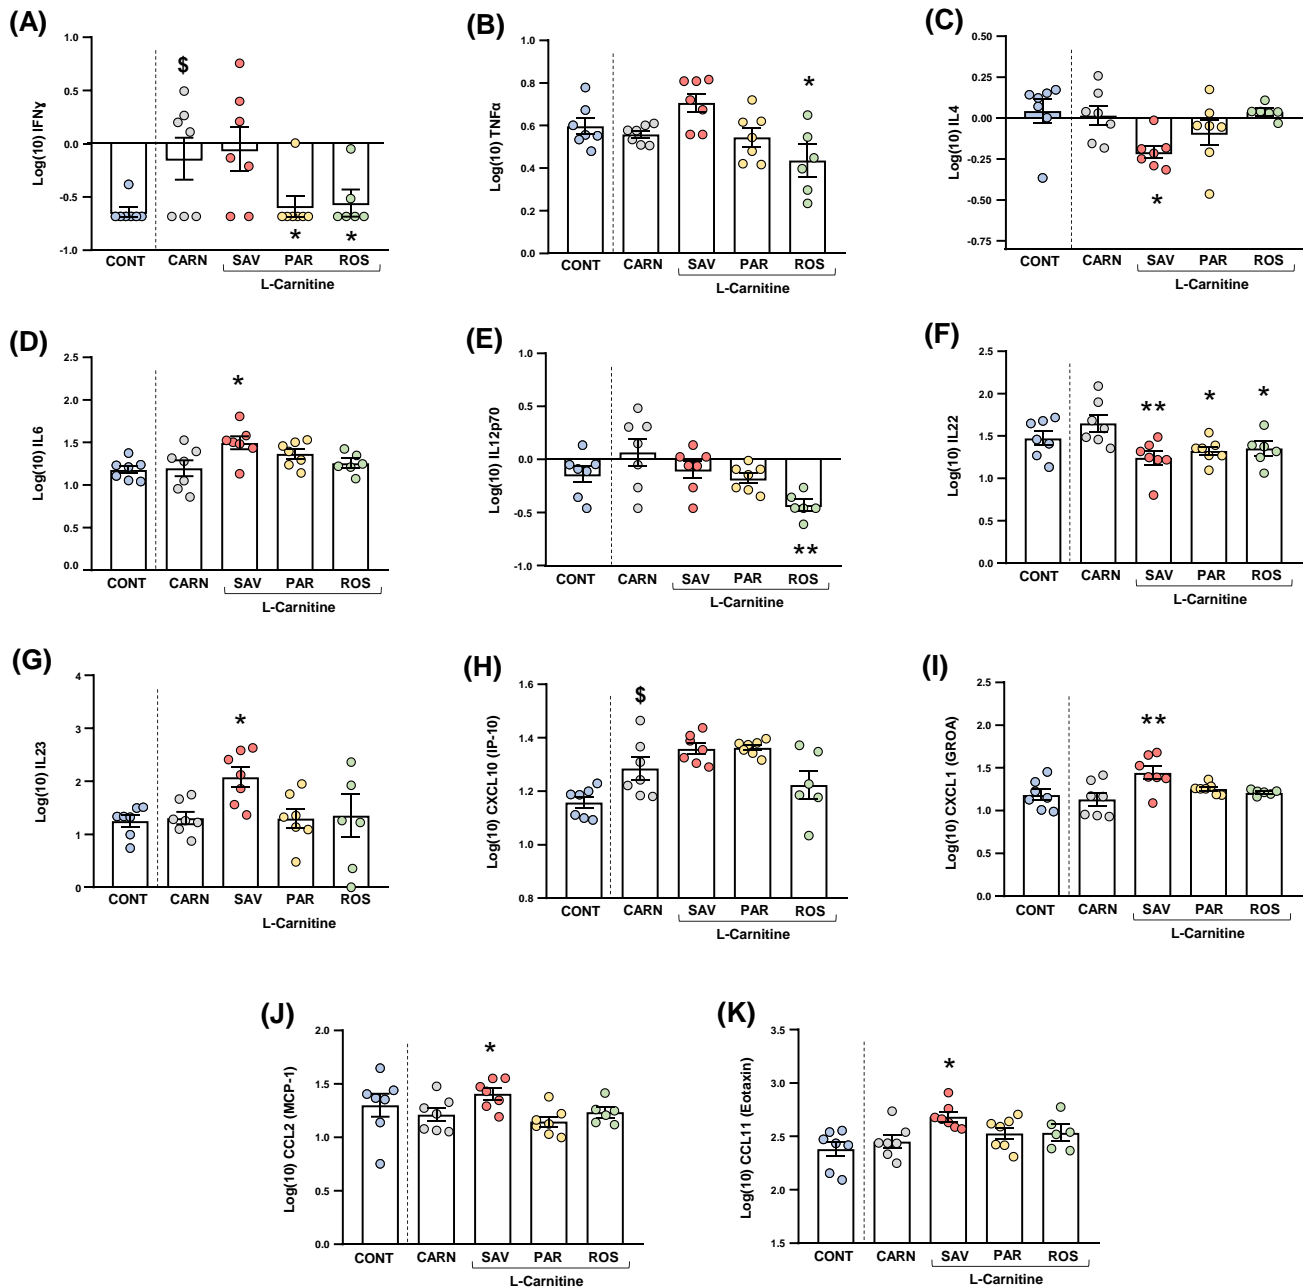 (A)
Log(10) IFNɣ
1.0
0.5
0.0
-0.5
-1.0
$
*
*
CONT CARN SAV PAR ROS
L-Carnitine
(B)
Log(10) TNFα
1.0
0.8
0.6
0.4
0.2
0.0
*
CONT CARN SAV PAR ROS
L-Carnitine
(C)
Log(10) IL4
0.50
0.25
0.00
-0.25
-0.50
-0.75
*
CONT CARN SAV PAR ROS
L-Carnitine
(D)
Log(10) IL6
2.5
2.0
1.5
1.0
0.5
0.0
*
CONT CARN SAV PAR ROS
L-Carnitine
(E)
Log(10) IL12p70
1.0
0.5
0.0
-0.5
-1.0
**
CONT CARN SAV PAR ROS
L-Carnitine
(F)
Log(10) IL22
2.5
2.0
1.5
1.0
0.5
0.0
** * *
CONT CARN SAV PAR ROS
L-Carnitine
(G)
Log(10) IL23
4
3
2
1
0
*
CONT CARN SAV PAR ROS
L-Carnitine
(H)
Log(10) CXCL10 (IP-10)
1.6
1.4
1.2
1.0
0.8
$
CONT CARN SAV PAR ROS
L-Carnitine
(I)
Log(10) CXCL1 (GROA)
2.5
2.0
1.5
1.0
0.5
0.0
**
CONT CARN SAV PAR ROS
L-Carnitine
(J)
Log(10) CCL2 (MCP-1)
2.0
1.5
1.0
0.5
0.0
*
CONT CARN SAV PAR ROS
L-Carnitine
(K)
Log(10) CCL11 (Eotaxin)
3.5
3.0
2.5
2.0
1.5
*
CONT CARN SAV PAR ROS
L-Carnitine